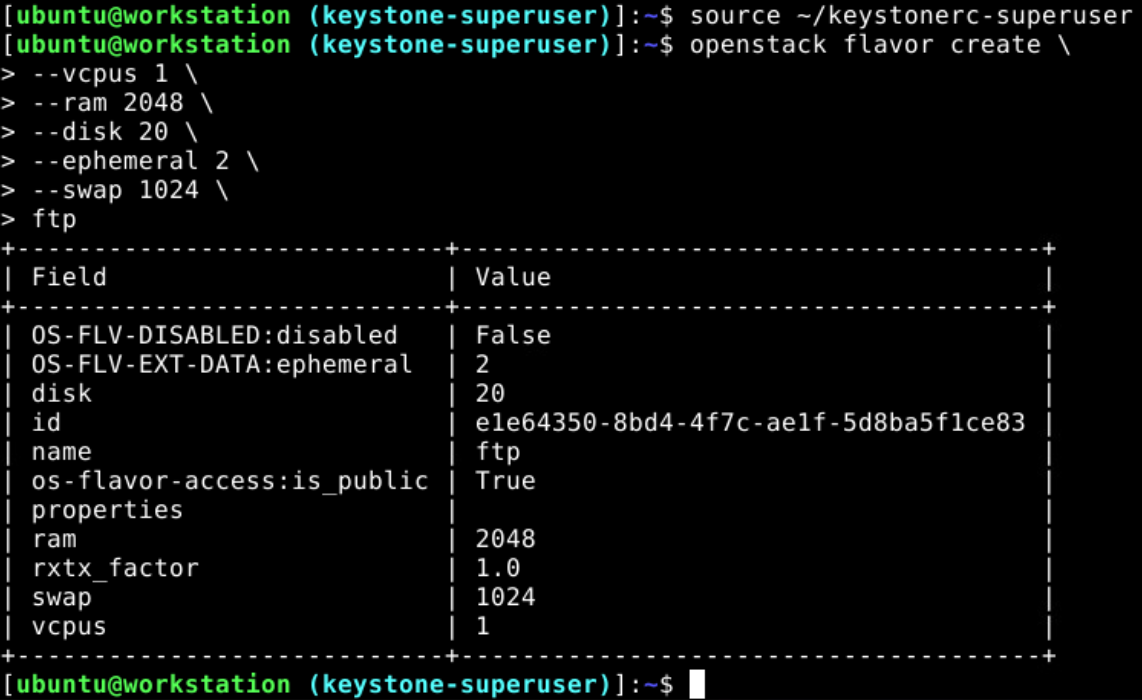 [ubuntu@workstation (keystone-superuser)]:~$ source ~/keystonerc-superuser
[ubuntu@workstation (keystone-superuser)]:~$ openstack flavor create \
> --vcpus 1 \
> --ram 2048 \
> --disk 20 \
> --ephemeral 2 \
> --swap 1024 \
> ftp
+----------------------------+--------------------------------------+
| Field                      | Value                                |
+----------------------------+--------------------------------------+
| OS-FLV-DISABLED:disabled   | False                                |
| OS-FLV-EXT-DATA:ephemeral  | 2                                    |
| disk                       | 20                                   |
| id                         | e1e64350-8bd4-4f7c-ae1f-5d8ba5f1ce83 |
| name                       | ftp                                  |
| os-flavor-access:is_public | True                                 |
| properties                 |                                      |
| ram                        | 2048                                 |
| rxtx_factor                | 1.0                                  |
| swap                       | 1024                                 |
| vcpus                      | 1                                    |
+----------------------------+--------------------------------------+
[ubuntu@workstation (keystone-superuser)]:~$